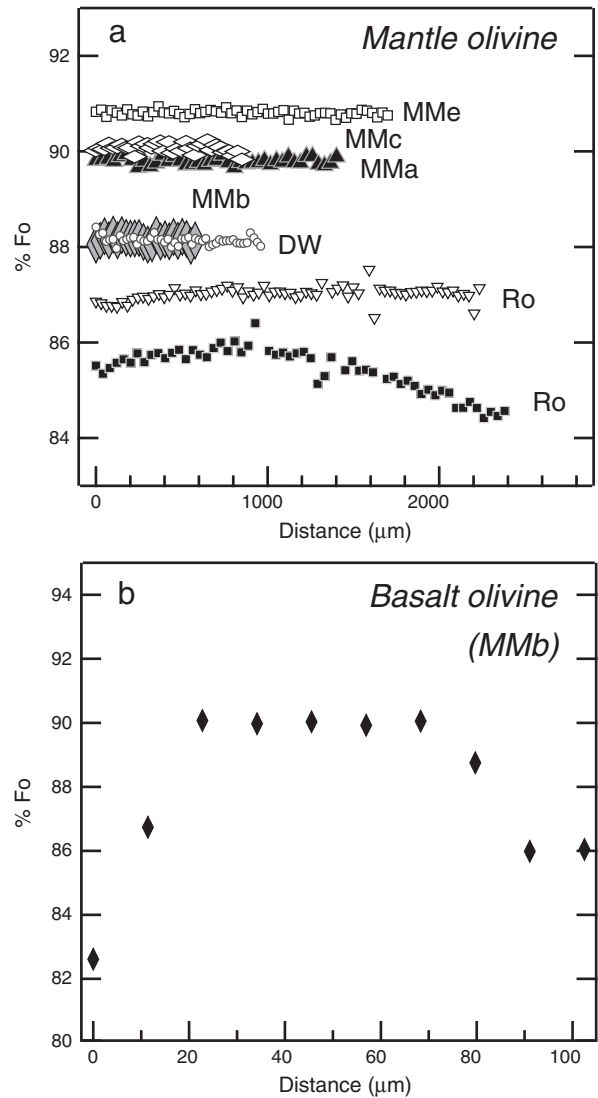 a
Mantle olivine
92
MMe
MMc
90
MMa
MMb
88
DW
% Fo
Ro
86
Ro
84
0 1000 2000
Distance (μm)
b
Basalt olivine
(MMb)
94
92
90
88
% Fo
86
84
82
80
0 20 40 60 80 100
Distance (μm)